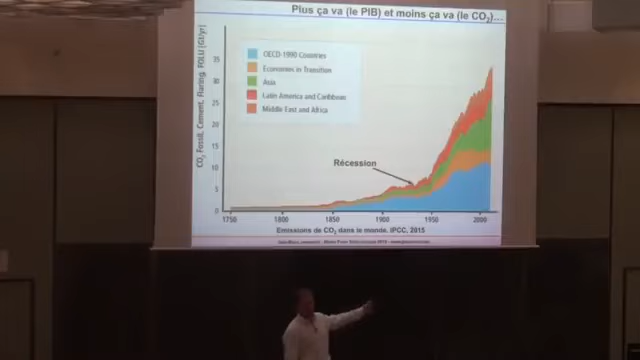 Plus ça va (le PIB) et moins ça va (le CO2)…
CO2 Fossil, Cement, Flaring, FOLU [Gt/yr]
OECD-1990 Countries
Economies in Transition
Asia
Latin America and Caribbean
Middle East and Africa
35
30
25
20
15
10
5
0
Récession
1750 1800 1850 1900 1950 2000
Emissions de CO2 dans le monde. IPCC, 2015